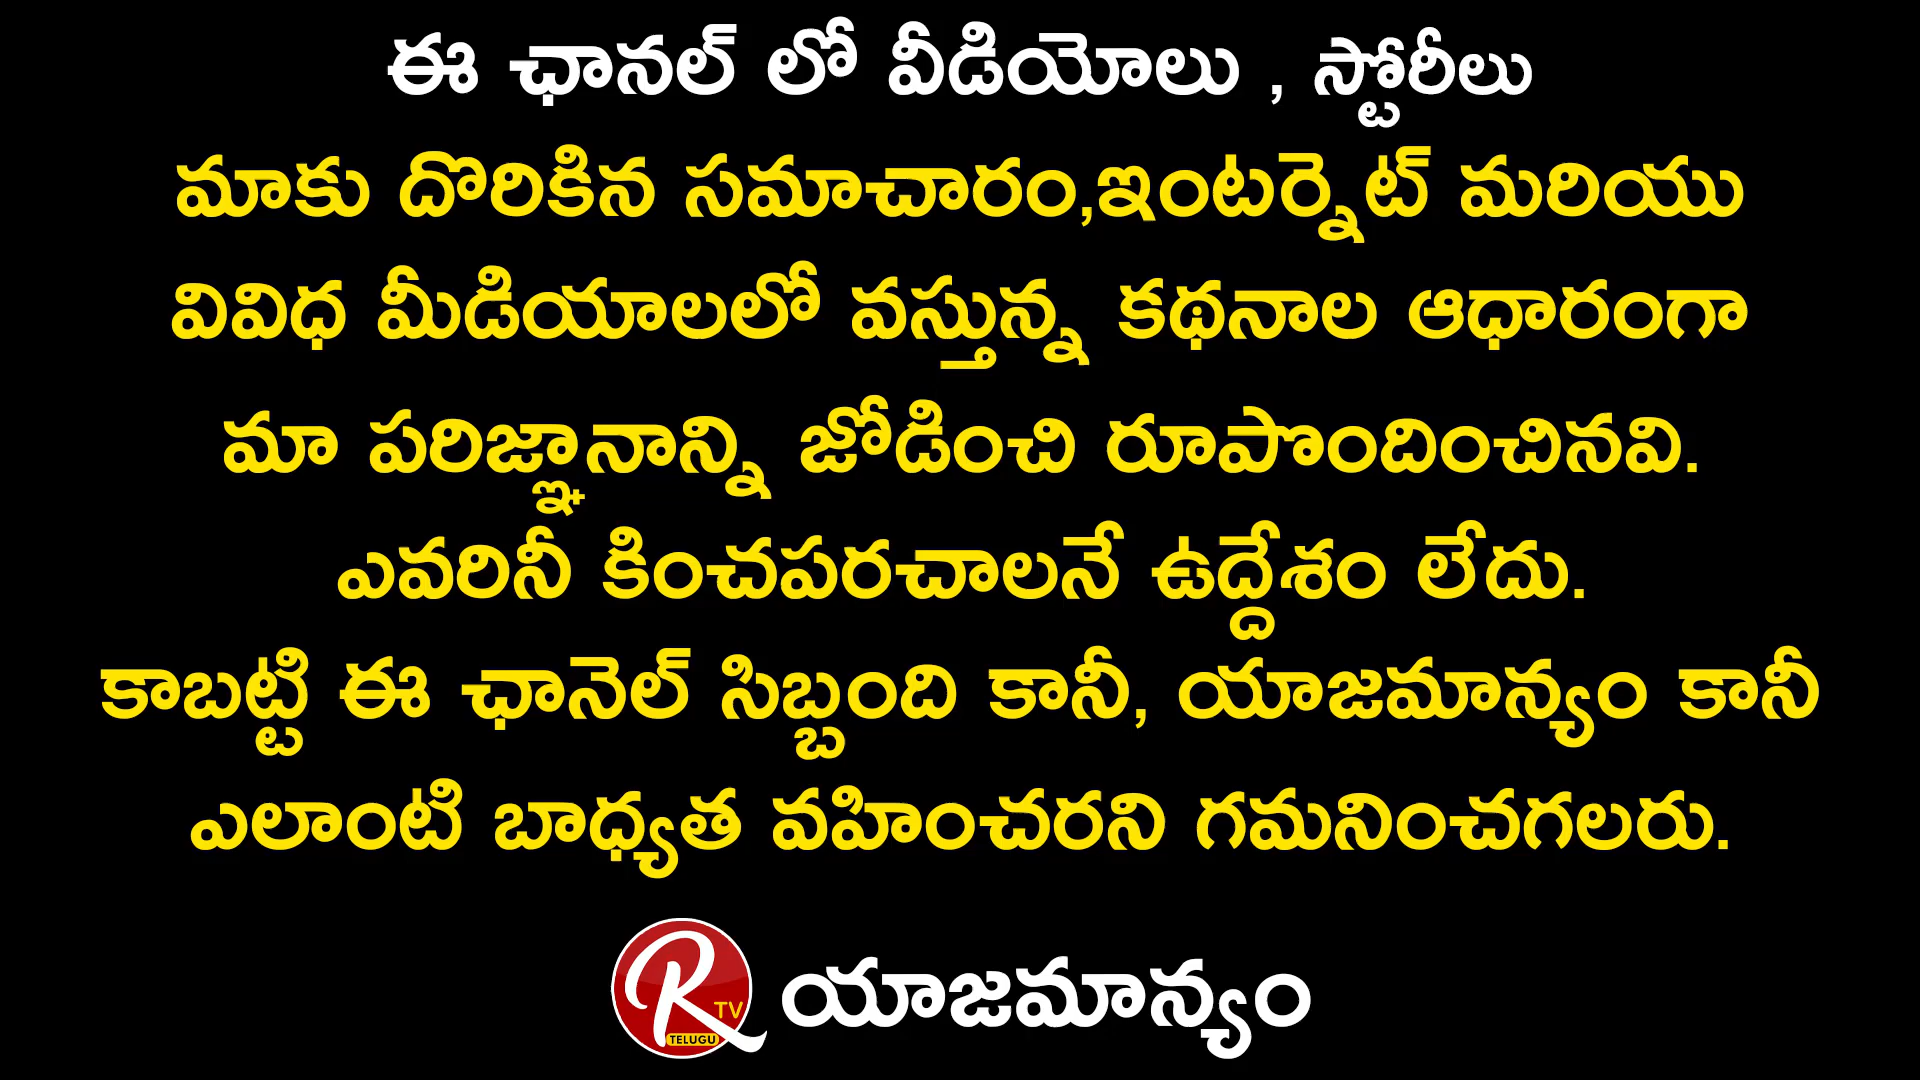 ఈ ఛానల్ లో వీడియోలు , స్టోరీలు
మాకు దొరికిన సమాచారం,ఇంటర్నెట్ మరియు
వివిధ మీడియాలలో వస్తున్న కథనాల ఆధారంగా
మా పరిజ్ఞానాన్ని జోడించి రూపొందించినవి.
ఎవరినీ కించపరచాలనే ఉద్దేశం లేదు.
కాబట్టి ఈ ఛానెల్ సిబ్బంది కానీ, యాజమాన్యం కానీ
ఎలాంటి బాధ్యత వహించరని గమనించగలరు.
R TV TELUGU యాజమాన్యం